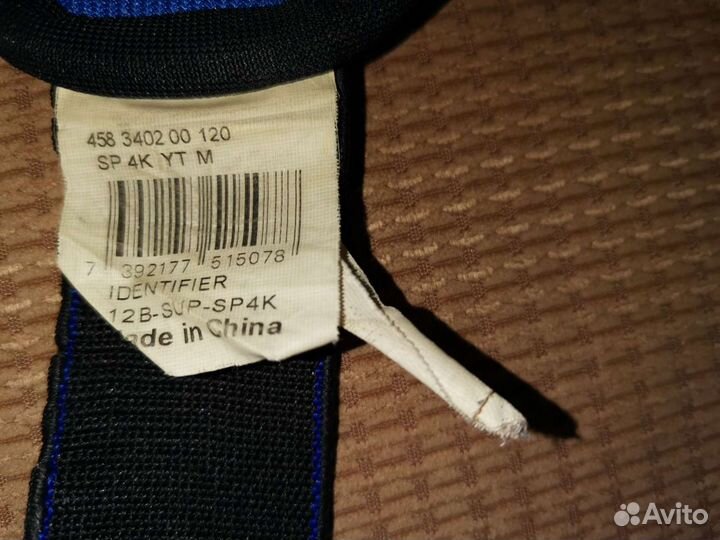 458 3402 00 120
SP 4K YT M
7 392177 515078
IDENTIFIER
12B-SUP-SP4K
Made in China
Avito